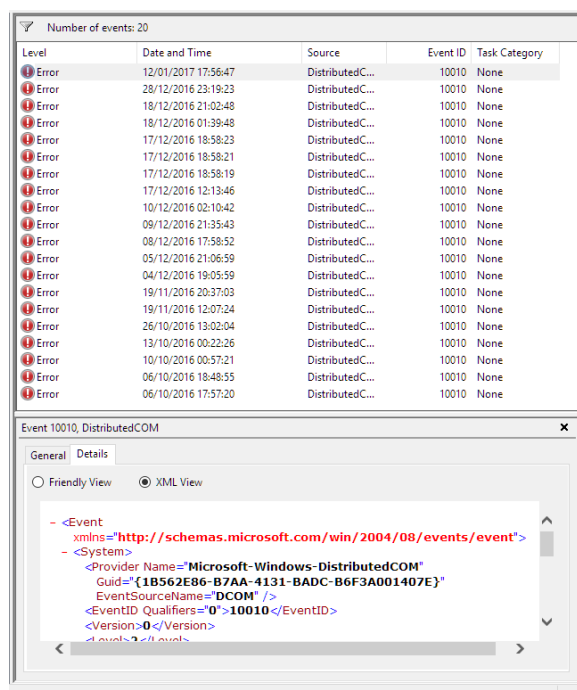 Number of events: 20
Level Date and Time Source Event ID Task Category
Error 12/01/2017 17:56:47 DistributedC... 10010 None
Error 28/12/2016 23:19:23 DistributedC... 10010 None
Error 18/12/2016 21:02:48 DistributedC... 10010 None
Error 18/12/2016 01:39:48 DistributedC... 10010 None
Error 17/12/2016 18:58:23 DistributedC... 10010 None
Error 17/12/2016 18:58:21 DistributedC... 10010 None
Error 17/12/2016 18:58:19 DistributedC... 10010 None
Error 17/12/2016 12:13:46 DistributedC... 10010 None
Error 10/12/2016 02:10:42 DistributedC... 10010 None
Error 09/12/2016 21:35:43 DistributedC... 10010 None
Error 08/12/2016 17:58:52 DistributedC... 10010 None
Error 05/12/2016 21:06:59 DistributedC... 10010 None
Error 04/12/2016 19:05:59 DistributedC... 10010 None
Error 19/11/2016 20:37:03 DistributedC... 10010 None
Error 19/11/2016 12:07:24 DistributedC... 10010 None
Error 26/10/2016 13:02:04 DistributedC... 10010 None
Error 13/10/2016 00:22:26 DistributedC... 10010 None
Error 10/10/2016 00:57:21 DistributedC... 10010 None
Error 06/10/2016 18:48:55 DistributedC... 10010 None
Error 06/10/2016 17:57:20 DistributedC... 10010 None
Event 10010, DistributedCOM
General Details
Friendly View XML View
- <Event
xmlns="http://schemas.microsoft.com/win/2004/08/events/event">
- <System>
<Provider Name="Microsoft-Windows-DistributedCOM"
Guid="{1B562E86-B7AA-4131-BADC-B6F3A001407E}"
EventSourceName="DCOM" />
<EventID Qualifiers="0">10010</EventID>
<Version>0</Version>
<Level>2</Level>